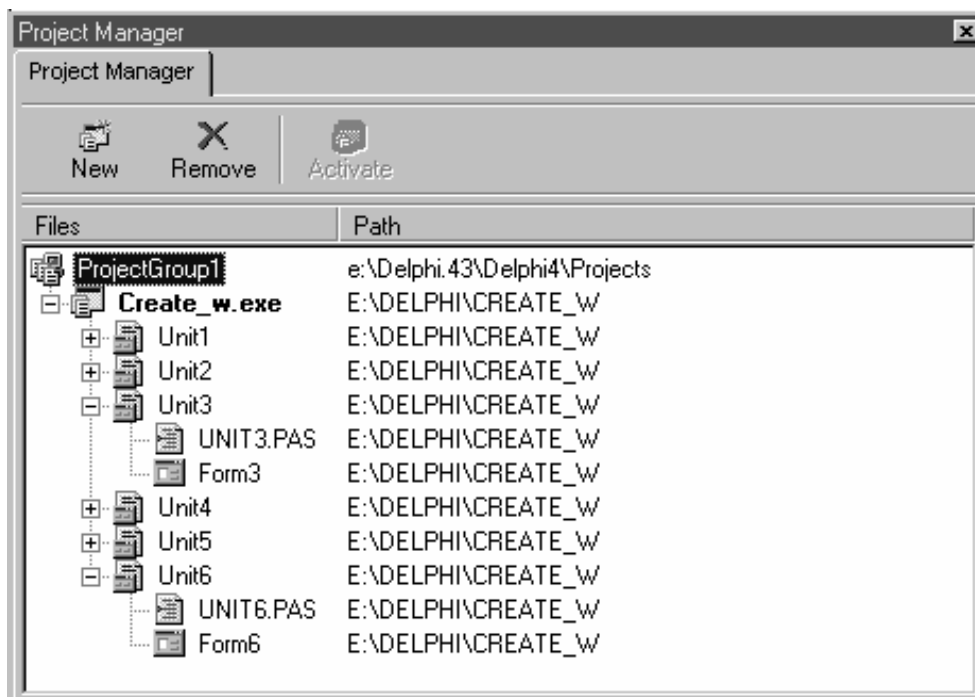 Project Manager
Project Manager
New Remove Activate
Files Path
ProjectGroup1 e:\Delphi.43\Delphi4\Projects
Create_w.exe E:\DELPHI\CREATE_W
Unit1 E:\DELPHI\CREATE_W
Unit2 E:\DELPHI\CREATE_W
Unit3 E:\DELPHI\CREATE_W
UNIT3.PAS E:\DELPHI\CREATE_W
Form3 E:\DELPHI\CREATE_W
Unit4 E:\DELPHI\CREATE_W
Unit5 E:\DELPHI\CREATE_W
Unit6 E:\DELPHI\CREATE_W
UNIT6.PAS E:\DELPHI\CREATE_W
Form6 E:\DELPHI\CREATE_W